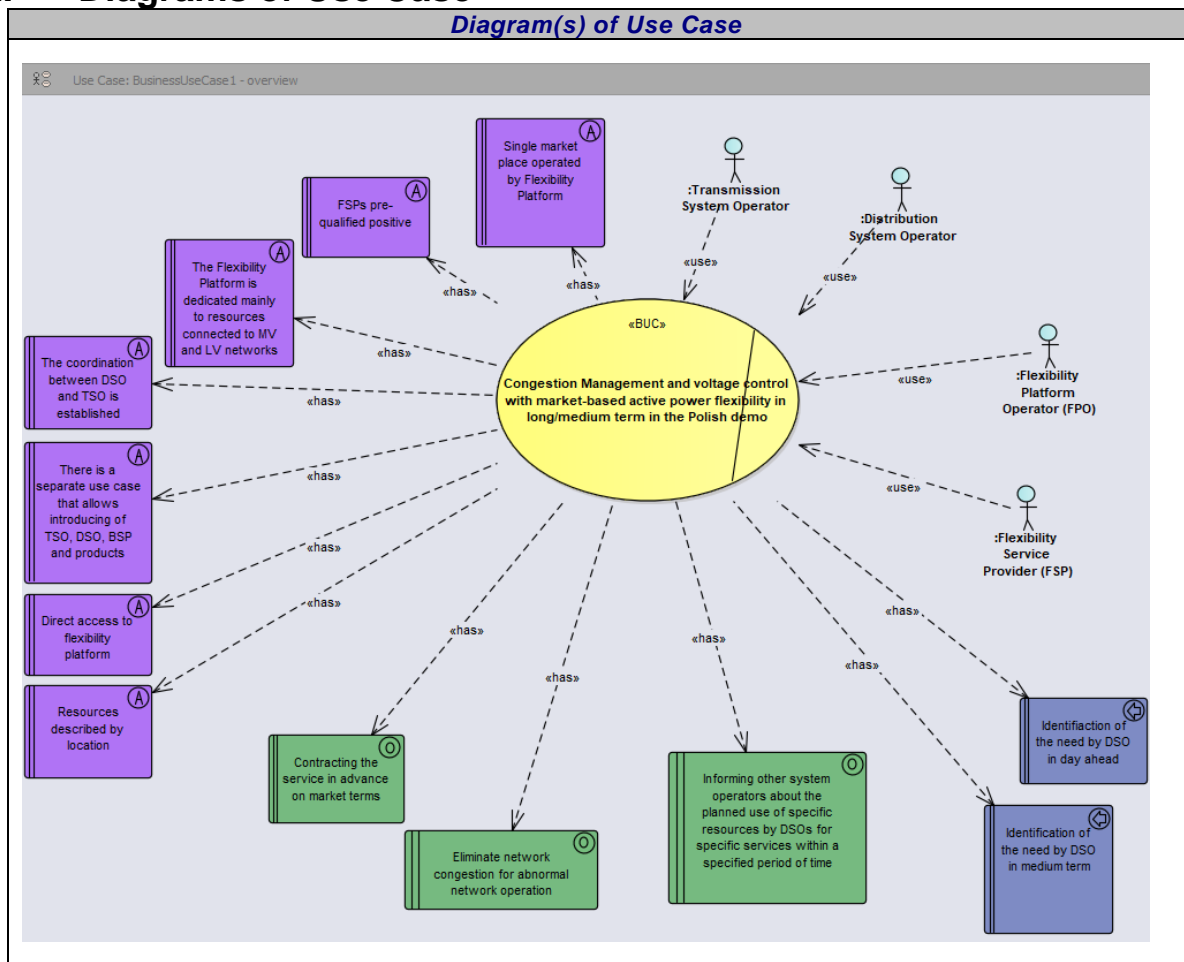 Diagrams of Use Case
Diagram(s) of Use Case
Use Case: BusinessUseCase1 - overview
A
Single market
place operated
by Flexibility
Platform
A
FSPs pre-
qualified positive
:Transmission
System Operator
:Distribution
System Operator
A
The Flexibility
Platform is
dedicated mainly
to resources
connected to MV
and LV networks
«use»
«use»
«has»
«has»
«BUC»
Congestion Management and voltage control
with market-based active power flexibility in
long/medium term in the Polish demo
«has»
A
The coordination
between DSO
and TSO is
established
«has»
«use»
:Flexibility
Platform
Operator (FPO)
A
There is a
separate use case
that allows
introducing of
TSO, DSO, BSP
and products
«has»
«use»
:Flexibility
Service
Provider (FSP)
«has»
A
Direct access to
flexibility
platform
«has»
«has»
«has»
«has»
«has»
«has»
A
Resources
described by
location
O
Contracting the
service in advance
on market terms
O
Eliminate network
congestion for abnormal
network operation
O
Informing other system
operators about the
planned use of specific
resources by DSOs for
specific services within a
specified period of time
Identifiaction of
the need by DSO
in day ahead
Identification of
the need by DSO
in medium term